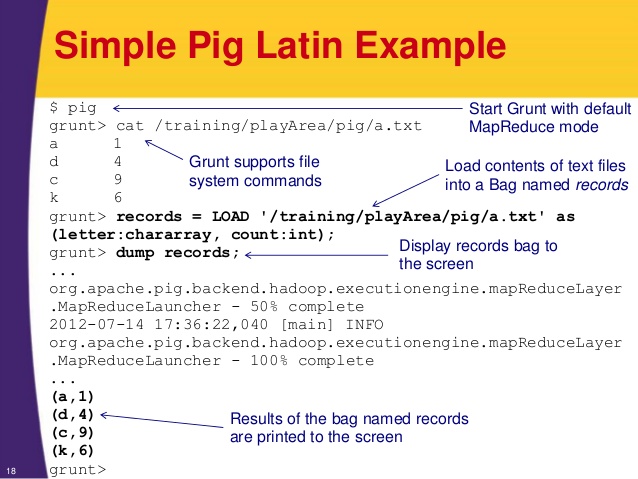 Simple Pig Latin Example
$ pig
Start Grunt with default
MapReduce mode
grunt> cat /training/playArea/pig/a.txt
a 1
d 4
c 9
k 6
Grunt supports file
system commands
Load contents of text files
into a Bag named records
grunt> records = LOAD '/training/playArea/pig/a.txt' as
(letter:chararray, count:int);
grunt> dump records;
Display records bag to
the screen
...
org.apache.pig.backend.hadoop.executionengine.mapReduceLayer
.MapReduceLauncher - 50% complete
2012-07-14 17:36:22,040 [main] INFO
org.apache.pig.backend.hadoop.executionengine.mapReduceLayer
.MapReduceLauncher - 100% complete
...
(a,1)
(d,4)
(c,9)
(k,6)
Results of the bag named records
are printed to the screen
grunt>
18